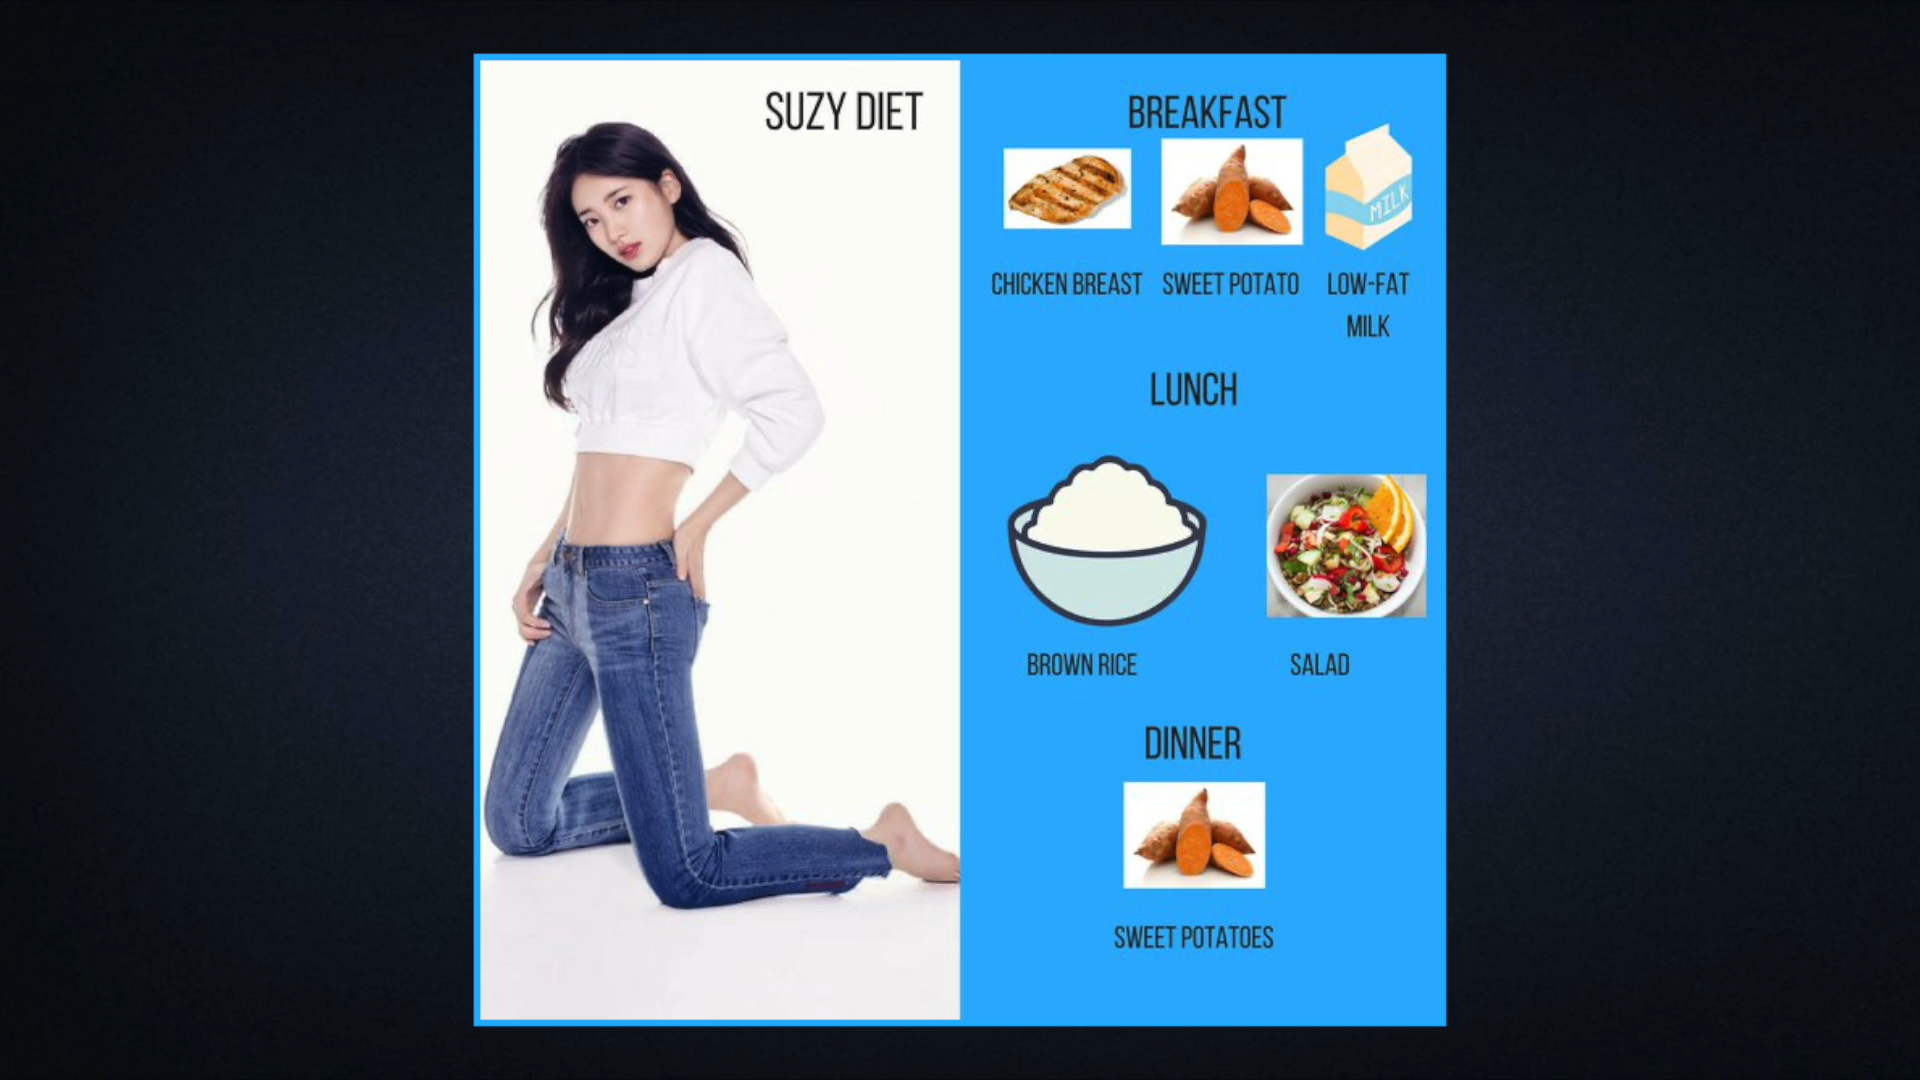 SUZY DIET
BREAKFAST
MILK
CHICKEN BREAST
SWEET POTATO
LOW-FAT
MILK
LUNCH
BROWN RICE
SALAD
DINNER
SWEET POTATOES